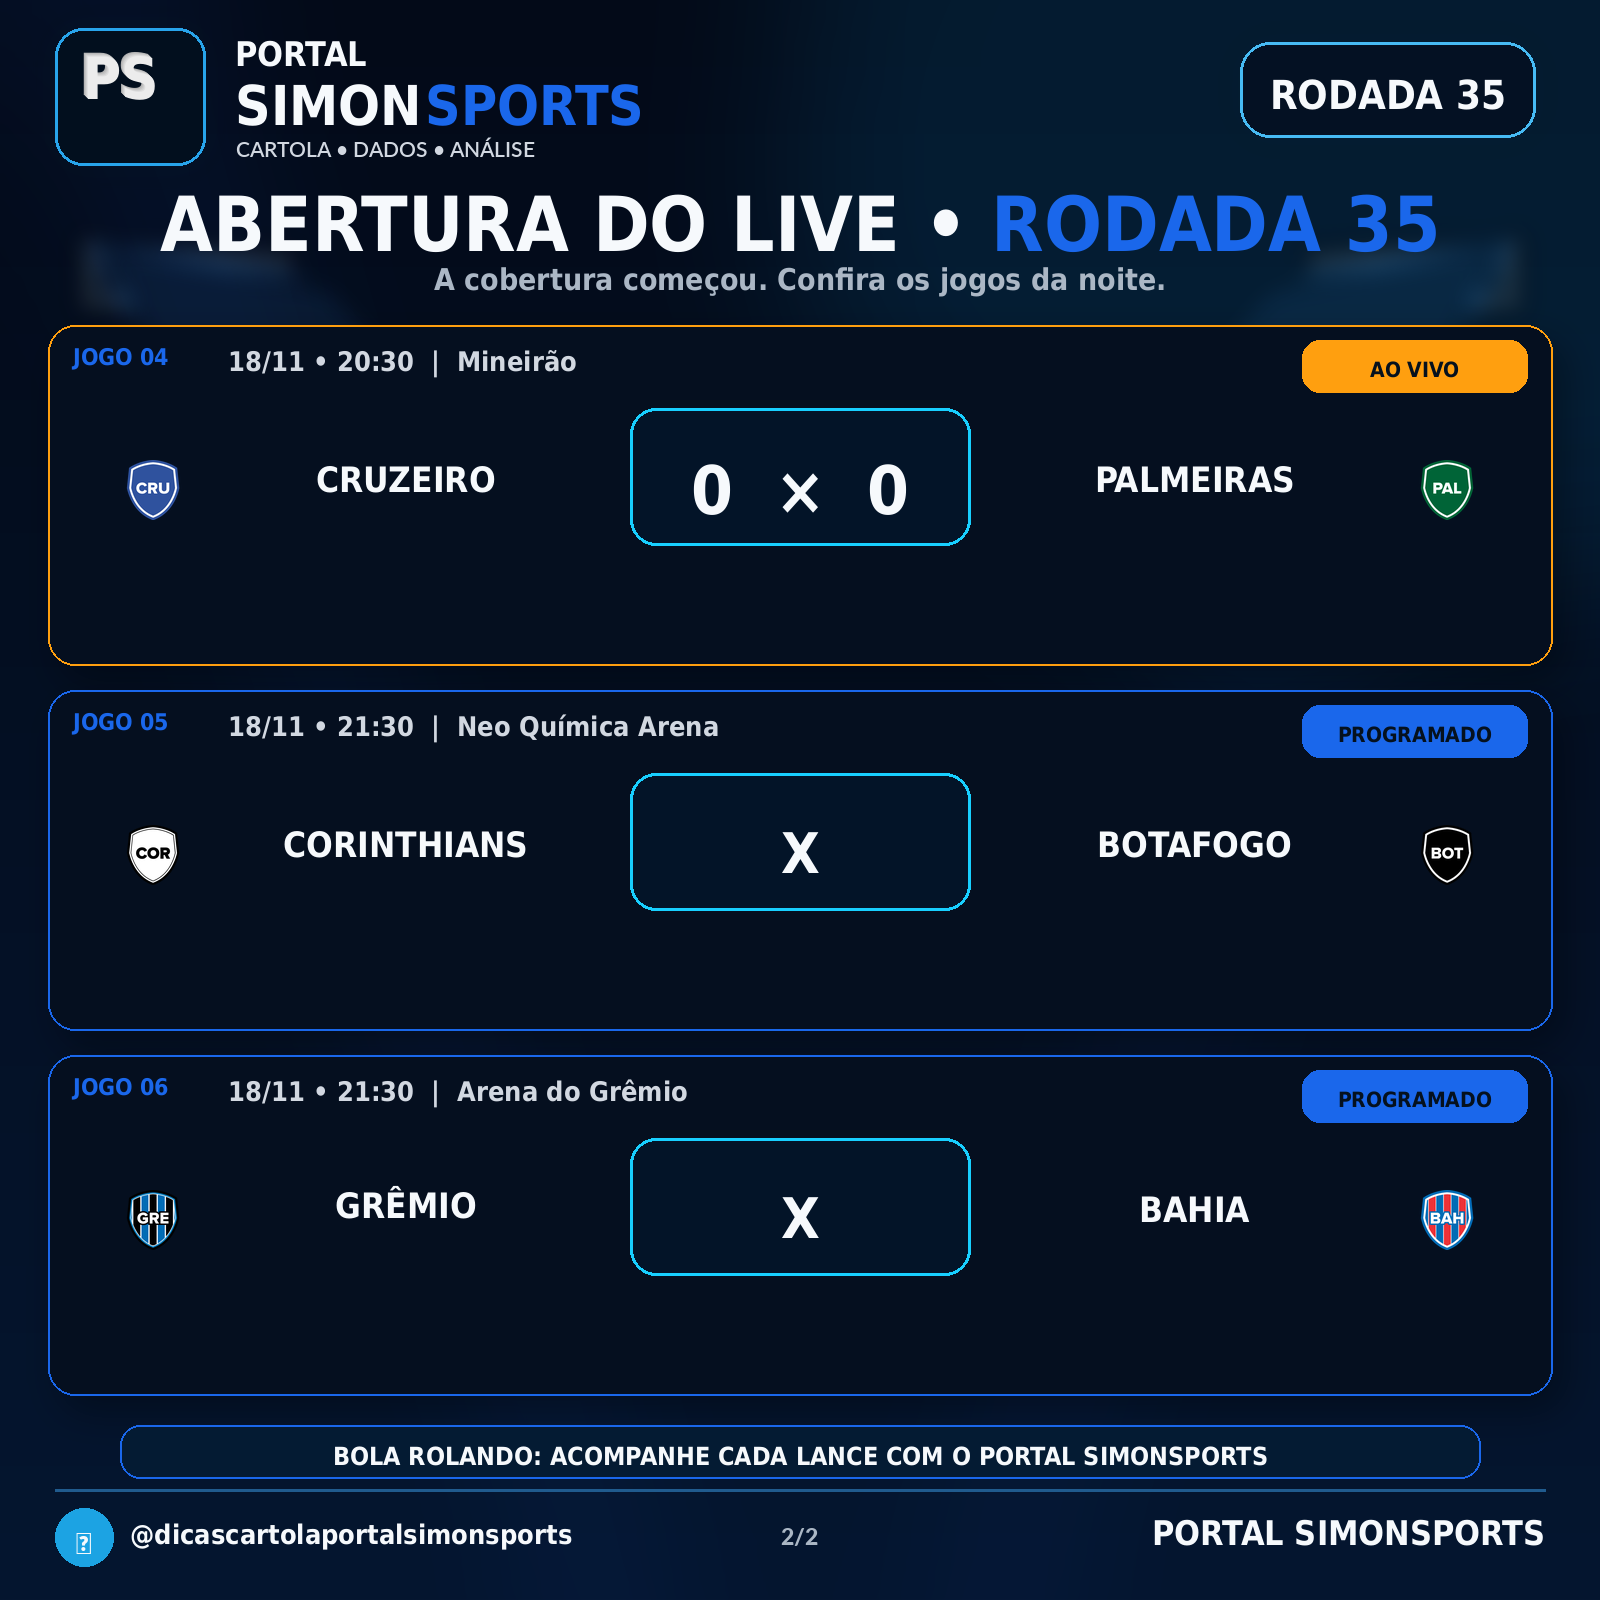 PS
PORTAL
SIMONSPORTS
CARTOLA • DADOS • ANÁLISE
RODADA 35
ABERTURA DO LIVE • RODADA 35
A cobertura começou. Confira os jogos da noite.
JOGO 04
18/11 • 20:30 | Mineirão
AO VIVO
CRU
CRUZEIRO
0 × 0
PALMEIRAS
PAL
JOGO 05
18/11 • 21:30 | Neo Química Arena
PROGRAMADO
COR
CORINTHIANS
X
BOTAFOGO
BOT
JOGO 06
18/11 • 21:30 | Arena do Grêmio
PROGRAMADO
GRE
GRÊMIO
X
BAHIA
BAH
BOLA ROLANDO: ACOMPANHE CADA LANCE COM O PORTAL SIMONSPORTS
@dicascartolaportalsimonsports
2/2
PORTAL SIMONSPORTS